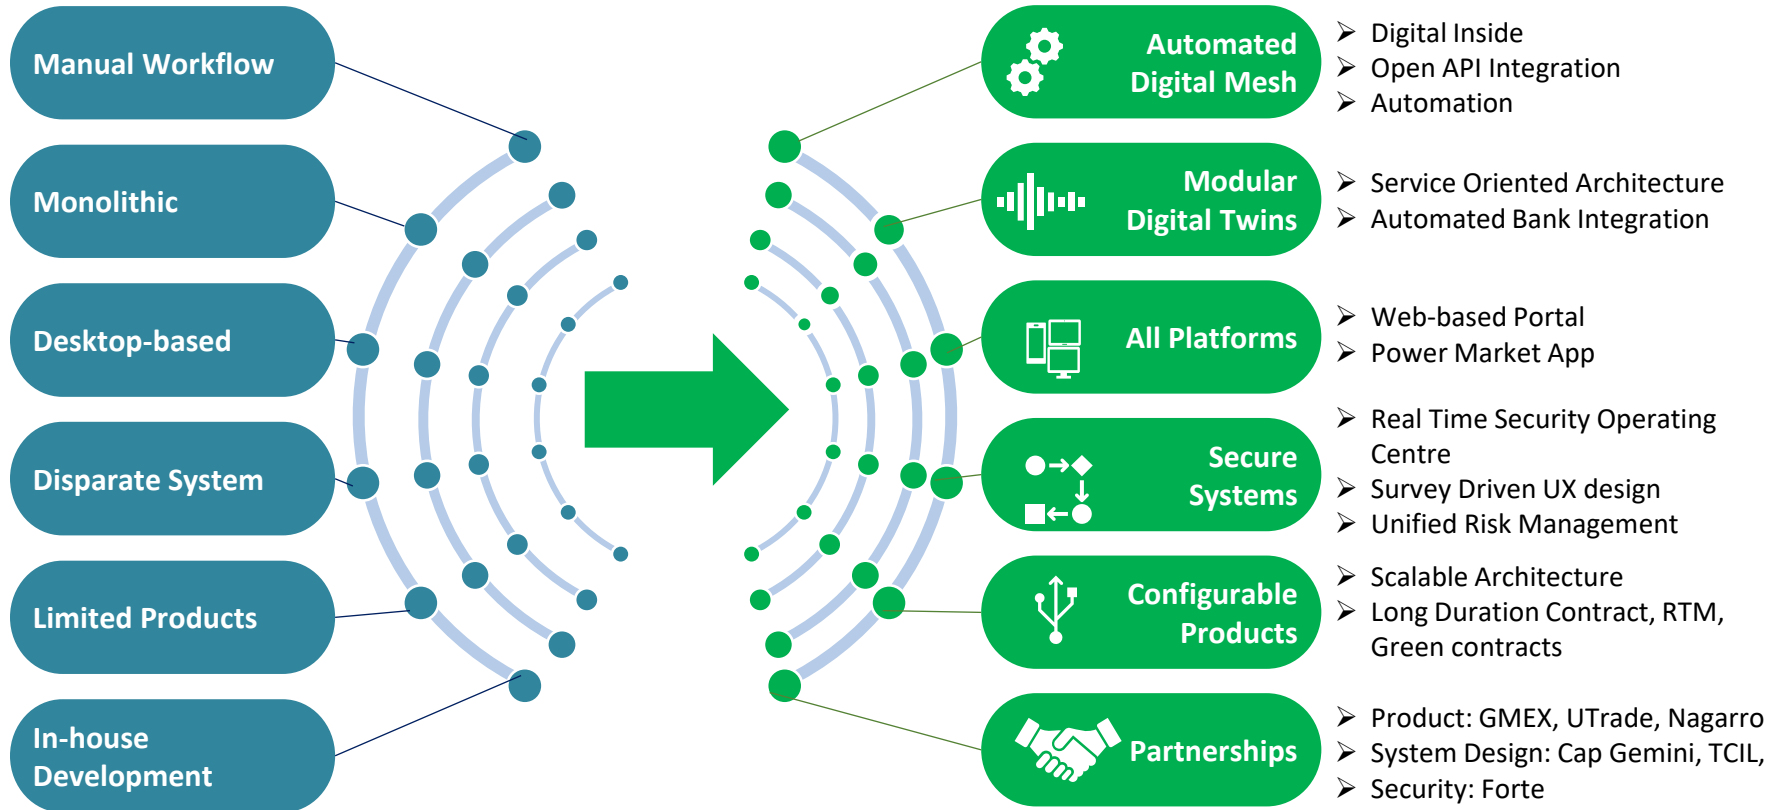 Manual Workflow
Monolithic
Desktop-based
Disparate System
Limited Products
In-house
Development
Automated
Digital Mesh
➢ Digital Inside
➢ Open API Integration
➢ Automation
Modular
Digital Twins
➢ Service Oriented Architecture
➢ Automated Bank Integration
All Platforms
➢ Web-based Portal
➢ Power Market App
Secure
Systems
➢ Real Time Security Operating
Centre
➢ Survey Driven UX design
➢ Unified Risk Management
Configurable
Products
➢ Scalable Architecture
➢ Long Duration Contract, RTM,
Green contracts
Partnerships
➢ Product: GMEX, UTrade, Nagarro
➢ System Design: Cap Gemini, TCIL,
➢ Security: Forte